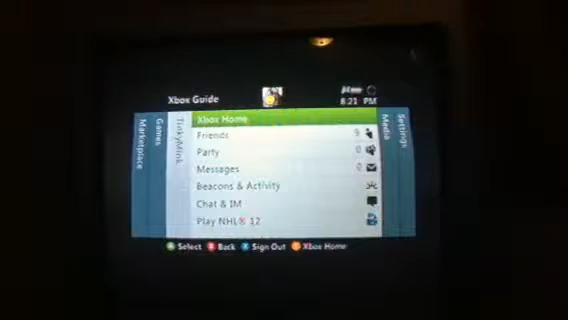 Xbox Guide
8:21 PM
Marketplace
Games
TinkyMink
Xbox Home
Friends 9
Party 0
Messages 0
Beacons & Activity
Chat & IM
Play NHL® 12
Media
Settings
A Select B Back X Sign Out Y Xbox Home